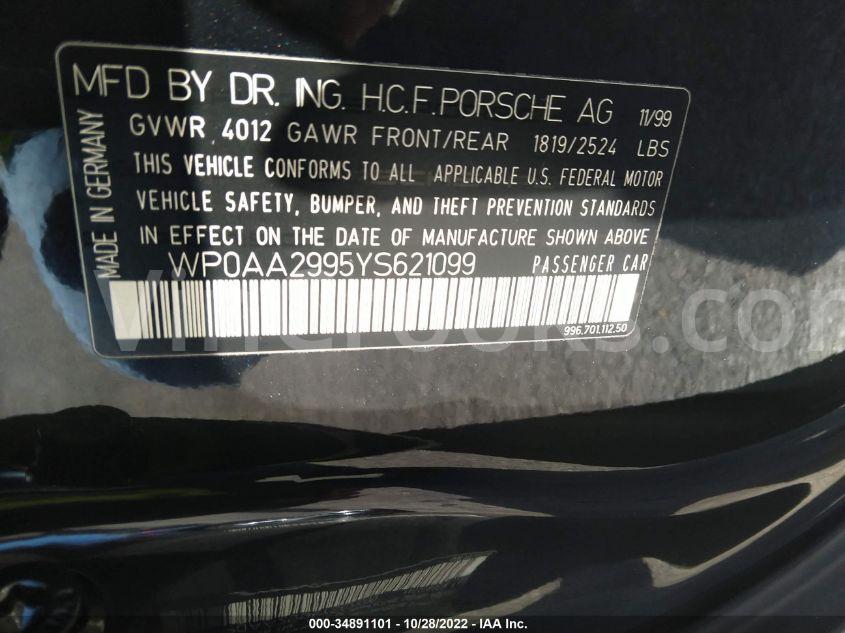 MFD BY DR. ING. H.C.F. PORSCHE AG 11/99
GVWR 4012 GAWR FRONT/REAR 1819/2524 LBS
THIS VEHICLE CONFORMS TO ALL APPLICABLE U.S. FEDERAL MOTOR
VEHICLE SAFETY, BUMPER, AND THEFT PREVENTION STANDARDS
IN EFFECT ON THE DATE OF MANUFACTURE SHOWN ABOVE
WP0AA2995YS621099 PASSENGER CAR
996.701.112.50
MADE IN GERMANY
000-34891101 - 10/28/2022 - IAA Inc.